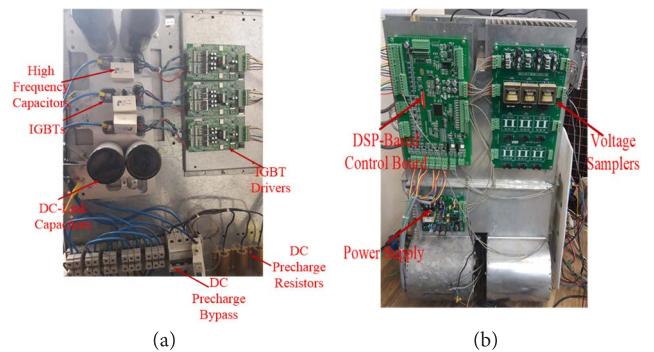 High
Frequency
Capacitors
IGBTs
DC-Link
Capacitors
IGBT
Drivers
DC
Precharge
Resistors
DC
Precharge
Bypass
(a)
DSP-Based
Control Board
Voltage
Samplers
Power Supply
(b)